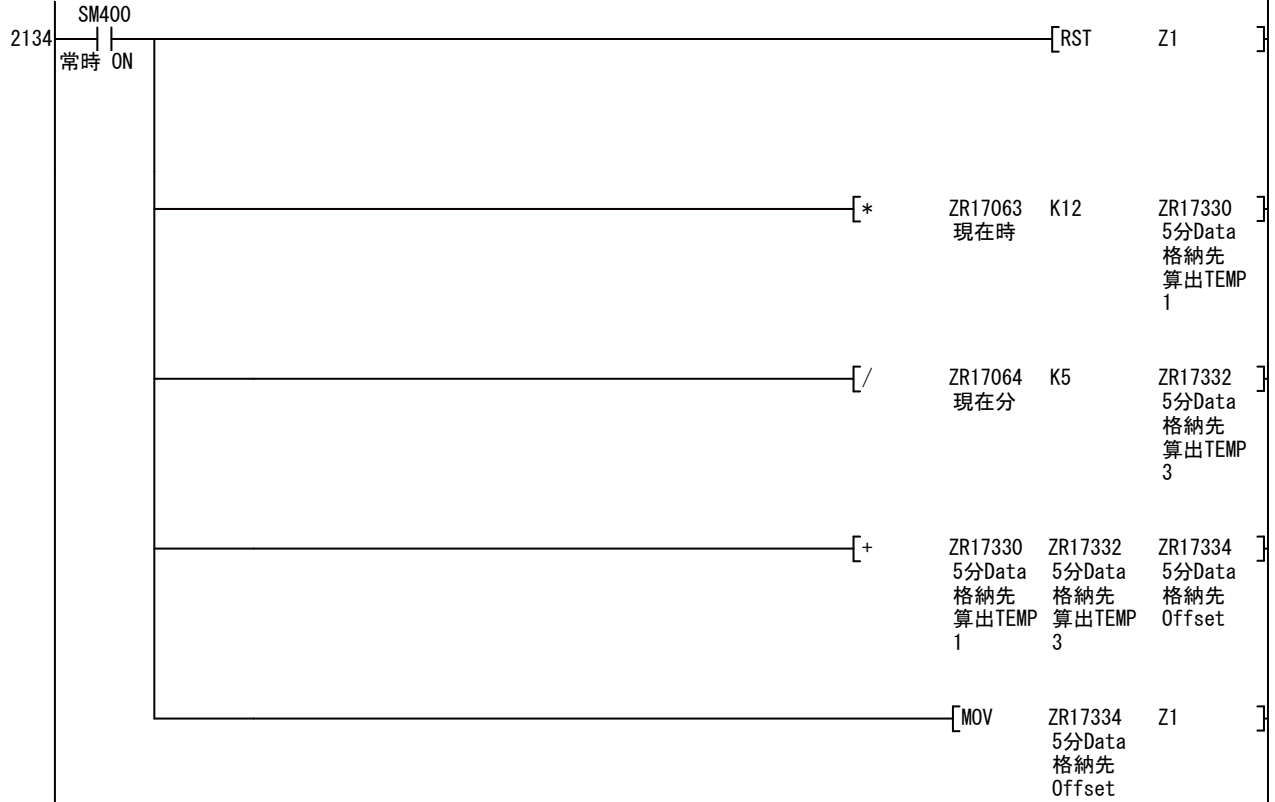 SM400
2134
常時 ON
[RST Z1 ]
[* ZR17063 K12 ZR17330 ]
現在時 5分Data
格納先
算出TEMP
1
[/ ZR17064 K5 ZR17332 ]
現在分 5分Data
格納先
算出TEMP
3
[+ ZR17330 ZR17332 ZR17334 ]
5分Data 5分Data 5分Data
格納先 格納先 格納先
算出TEMP 算出TEMP Offset
1 3
[MOV ZR17334 Z1 ]
5分Data
格納先
Offset